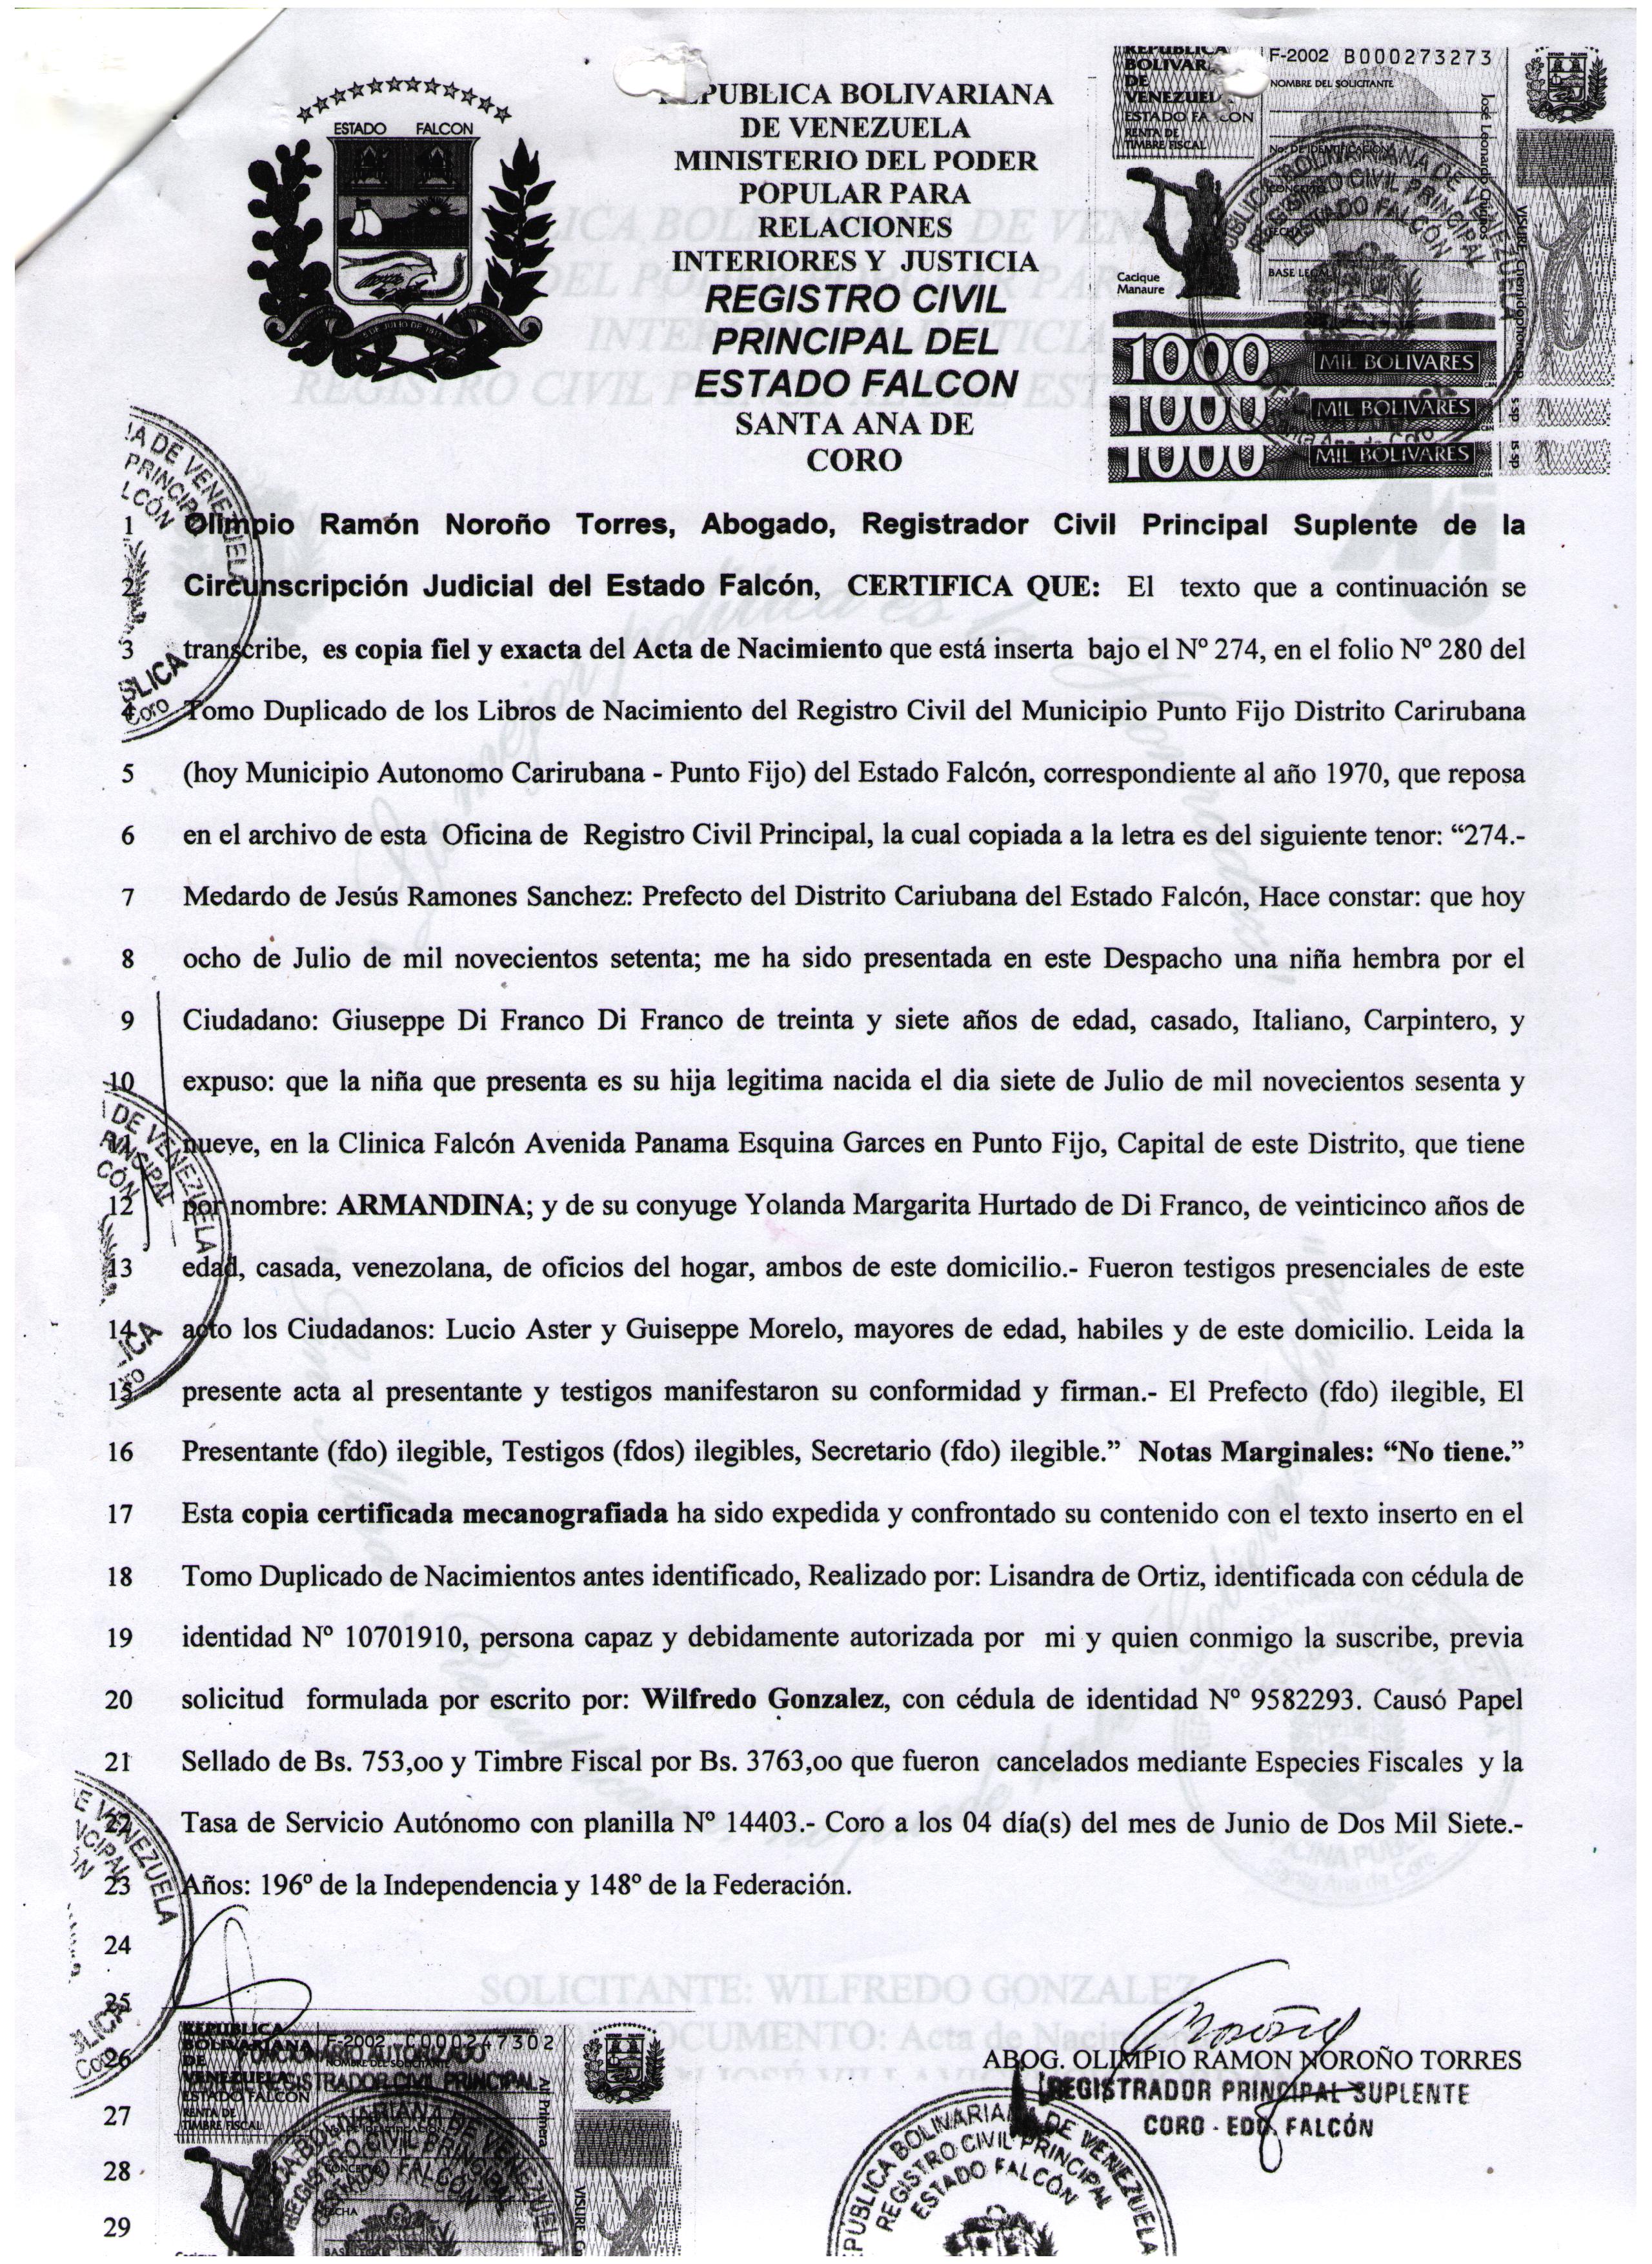 ESTADO FALCON
5 DE JULIO DE 1811
REPUBLICA BOLIVARIANA
DE VENEZUELA
MINISTERIO DEL PODER
POPULAR PARA
RELACIONES
INTERIORES Y JUSTICIA
REGISTRO CIVIL
PRINCIPAL DEL
ESTADO FALCON
SANTA ANA DE
CORO
REPUBLICA
BOLIVARIANA
DE
VENEZUELA
ESTADO FALCON
RENTA DE
TIMBRE FISCAL
F-2002 B000273273
NOMBRE DEL SOLICITANTE
No. DE IDENTIFICACION
Cacique
Manaure
1000 MIL BOLIVARES
1000 MIL BOLIVARES
1000 MIL BOLIVARES
1 Olimpio Ramón Noroño Torres, Abogado, Registrador Civil Principal Suplente de la
2 Circunscripción Judicial del Estado Falcón, CERTIFICA QUE: El texto que a continuación se
3 transcribe, es copia fiel y exacta del Acta de Nacimiento que está inserta bajo el Nº 274, en el folio Nº 280 del
4 Tomo Duplicado de los Libros de Nacimiento del Registro Civil del Municipio Punto Fijo Distrito Carirubana
5 (hoy Municipio Autonomo Carirubana - Punto Fijo) del Estado Falcón, correspondiente al año 1970, que reposa
6 en el archivo de esta Oficina de Registro Civil Principal, la cual copiada a la letra es del siguiente tenor: “274.-
7 Medardo de Jesús Ramones Sanchez: Prefecto del Distrito Cariubana del Estado Falcón, Hace constar: que hoy
8 ocho de Julio de mil novecientos setenta; me ha sido presentada en este Despacho una niña hembra por el
9 Ciudadano: Giuseppe Di Franco Di Franco de treinta y siete años de edad, casado, Italiano, Carpintero, y
10 expuso: que la niña que presenta es su hija legitima nacida el dia siete de Julio de mil novecientos sesenta y
11 nueve, en la Clinica Falcón Avenida Panama Esquina Garces en Punto Fijo, Capital de este Distrito, que tiene
12 por nombre: ARMANDINA; y de su conyuge Yolanda Margarita Hurtado de Di Franco, de veinticinco años de
13 edad, casada, venezolana, de oficios del hogar, ambos de este domicilio.- Fueron testigos presenciales de este
14 acto los Ciudadanos: Lucio Aster y Guiseppe Morelo, mayores de edad, habiles y de este domicilio. Leida la
15 presente acta al presentante y testigos manifestaron su conformidad y firman.- El Prefecto (fdo) ilegible, El
16 Presentante (fdo) ilegible, Testigos (fdos) ilegibles, Secretario (fdo) ilegible.” Notas Marginales: “No tiene.”
17 Esta copia certificada mecanografiada ha sido expedida y confrontado su contenido con el texto inserto en el
18 Tomo Duplicado de Nacimientos antes identificado, Realizado por: Lisandra de Ortiz, identificada con cédula de
19 identidad Nº 10701910, persona capaz y debidamente autorizada por mi y quien conmigo la suscribe, previa
20 solicitud formulada por escrito por: Wilfredo Gonzalez, con cédula de identidad Nº 9582293. Causó Papel
21 Sellado de Bs. 753,oo y Timbre Fiscal por Bs. 3763,oo que fueron cancelados mediante Especies Fiscales y la
22 Tasa de Servicio Autónomo con planilla Nº 14403.- Coro a los 04 día(s) del mes de Junio de Dos Mil Siete.-
23 Años: 196º de la Independencia y 148º de la Federación.
24
25
26
27
28
29
REPUBLICA
BOLIVARIANA
DE
VENEZUELA
ESTADO FALCON
RENTA DE
TIMBRE FISCAL
F-2002 C000247302
FUNCIONARIO AUTORIZADO
REGISTRADOR CIVIL PRINCIPAL
Alí Primera
ABOG. OLIMPIO RAMON NOROÑO TORRES
REGISTRADOR PRINCIPAL SUPLENTE
CORO - EDO. FALCÓN
REPUBLICA BOLIVARIANA DE VENEZUELA
REGISTRO CIVIL PRINCIPAL
ESTADO FALCÓN